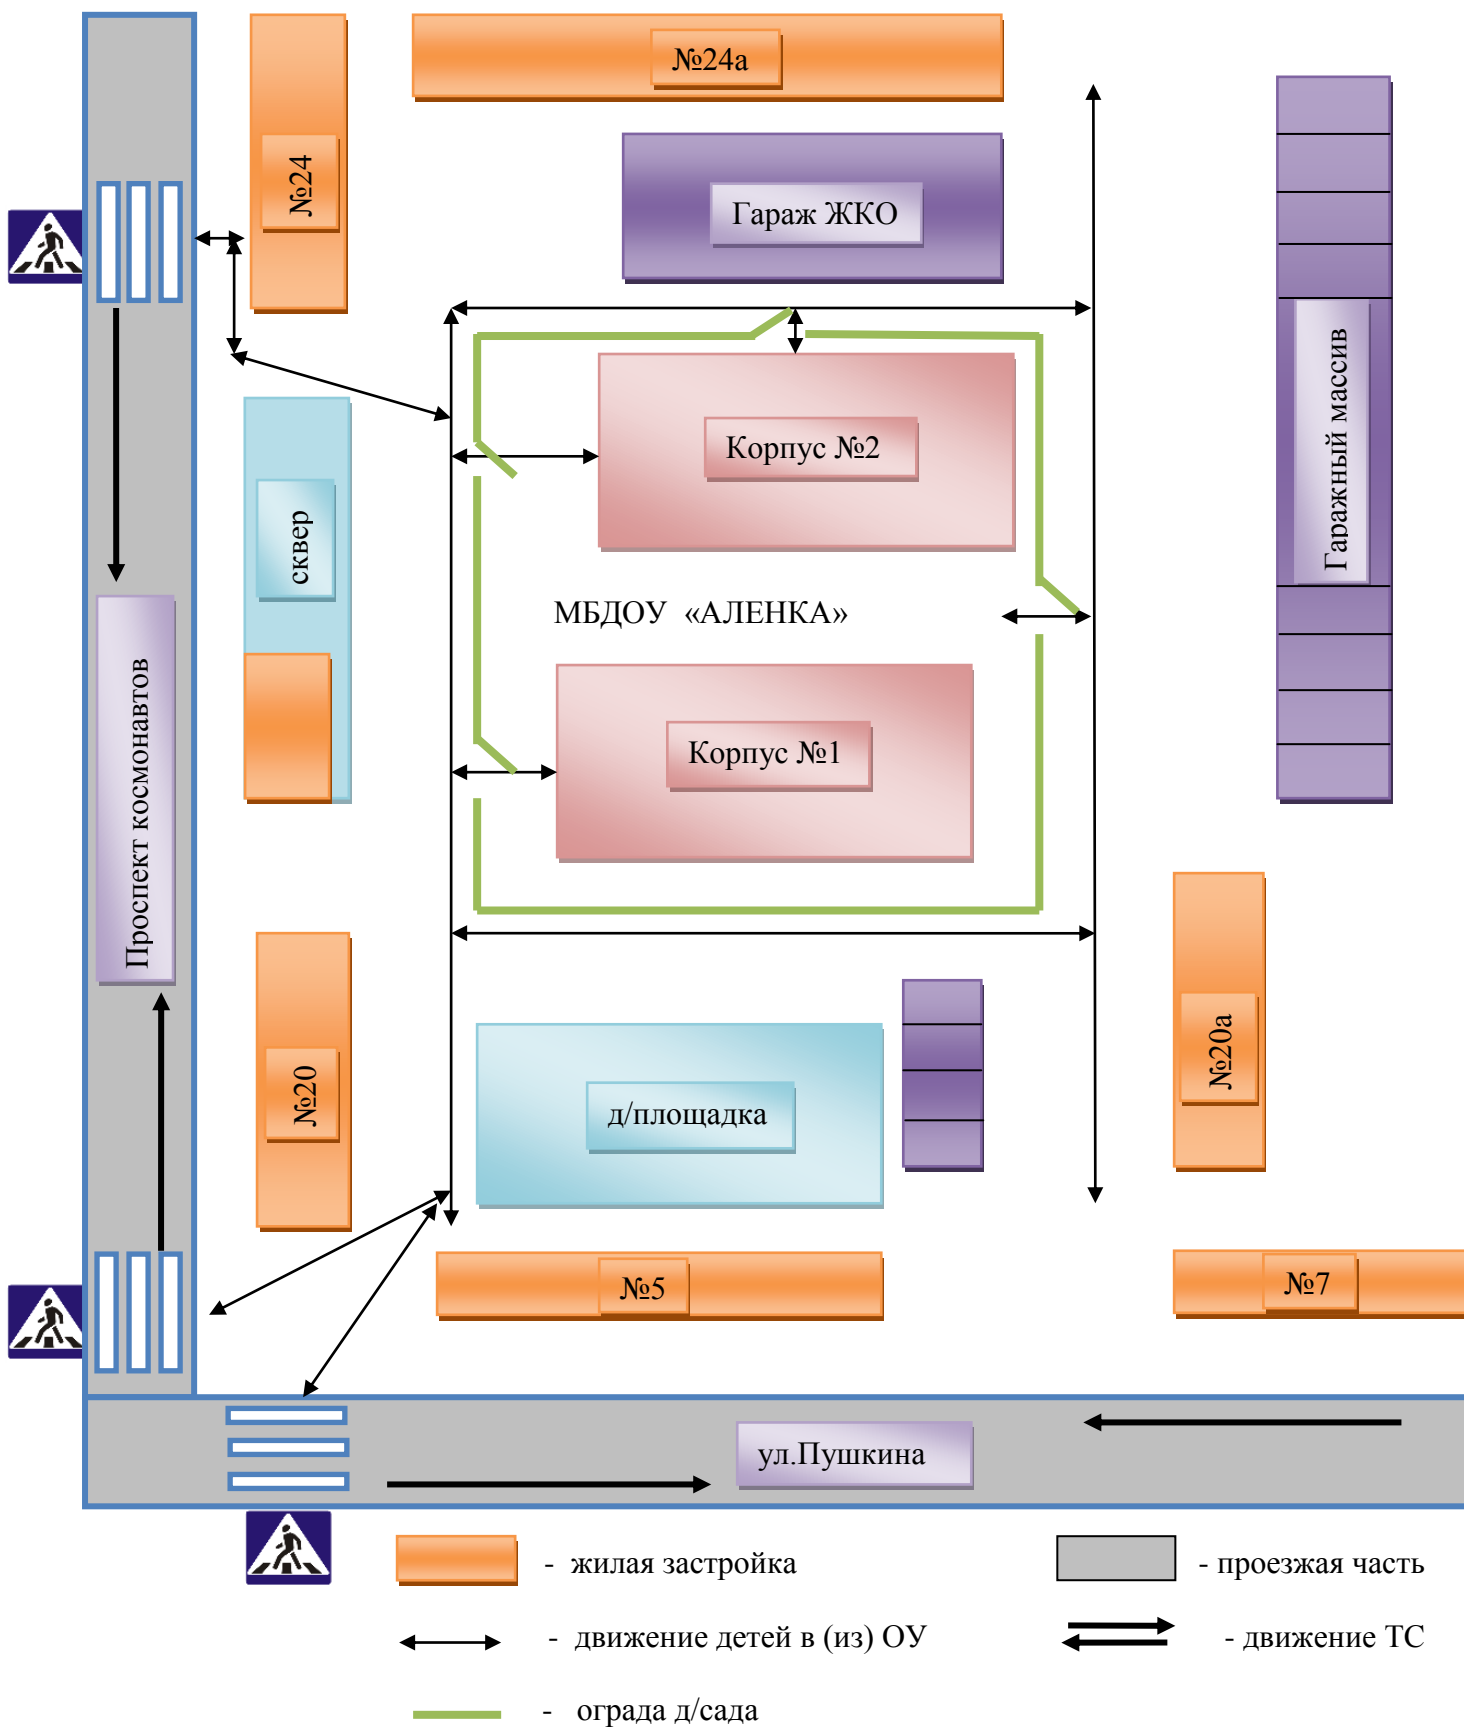 №24а
№24
Гараж ЖКО
Гаражный массив
Корпус №2
сквер
МБДОУ «АЛЕНКА»
Проспект космонавтов
Корпус №1
№20
№20а
д/площадка
№5
№7
ул.Пушкина
- жилая застройка
- проезжая часть
- движение детей в (из) ОУ
- движение ТС
- ограда д/сада